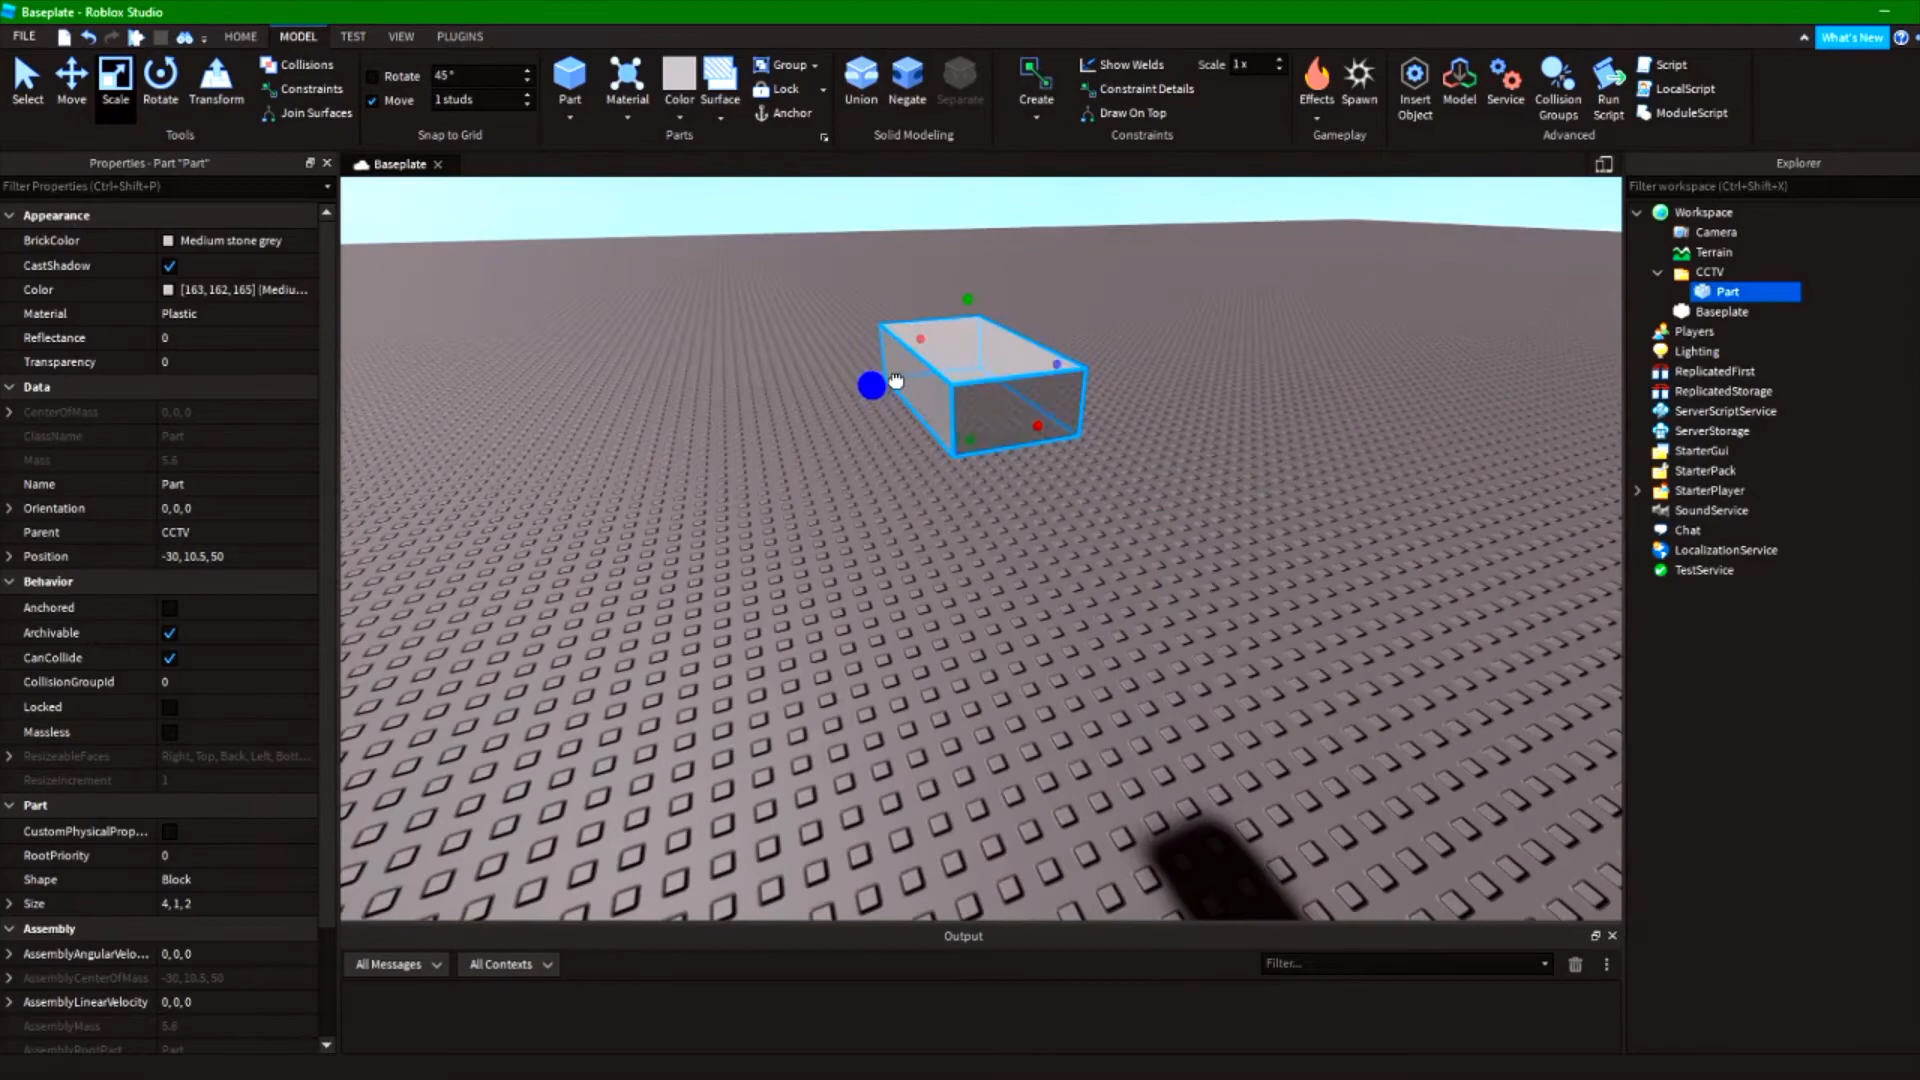 Baseplate - Roblox Studio
FILE HOME MODEL TEST VIEW PLUGINS What's New
Select Move Scale Rotate Transform
Collisions
Constraints
Join Surfaces
Tools
Rotate 45°
Move 1 studs
Snap to Grid
Part Material Color Surface
Group
Lock
Anchor
Parts
Union Negate Separate
Solid Modeling
Create
Show Welds Scale 1x
Constraint Details
Draw On Top
Constraints
Effects Spawn
Gameplay
Insert Object
Model
Service
Collision Groups
Run Script
Script
LocalScript
ModuleScript
Advanced
Properties - Part "Part"
Filter Properties (Ctrl+Shift+P)
Appearance
BrickColor Medium stone grey
CastShadow
Color [163, 162, 165] (Mediu...
Material Plastic
Reflectance 0
Transparency 0
Data
CenterOfMass 0, 0, 0
ClassName Part
Mass 5.6
Name Part
Orientation 0, 0, 0
Parent CCTV
Position -30, 10.5, 50
Behavior
Anchored
Archivable
CanCollide
CollisionGroupId 0
Locked
Massless
ResizeableFaces Right, Top, Back, Left, Bott...
ResizeIncrement 1
Part
CustomPhysicalProp...
RootPriority 0
Shape Block
Size 4, 1, 2
Assembly
AssemblyAngularVelo... 0, 0, 0
AssemblyCenterOfMass -30, 10.5, 50
AssemblyLinearVelocity 0, 0, 0
AssemblyMass 5.6
AssemblyRootPart Part
Baseplate
Output
All Messages All Contexts Filter...
Explorer
Filter workspace (Ctrl+Shift+X)
Workspace
Camera
Terrain
CCTV
Part
Baseplate
Players
Lighting
ReplicatedFirst
ReplicatedStorage
ServerScriptService
ServerStorage
StarterGui
StarterPack
StarterPlayer
SoundService
Chat
LocalizationService
TestService